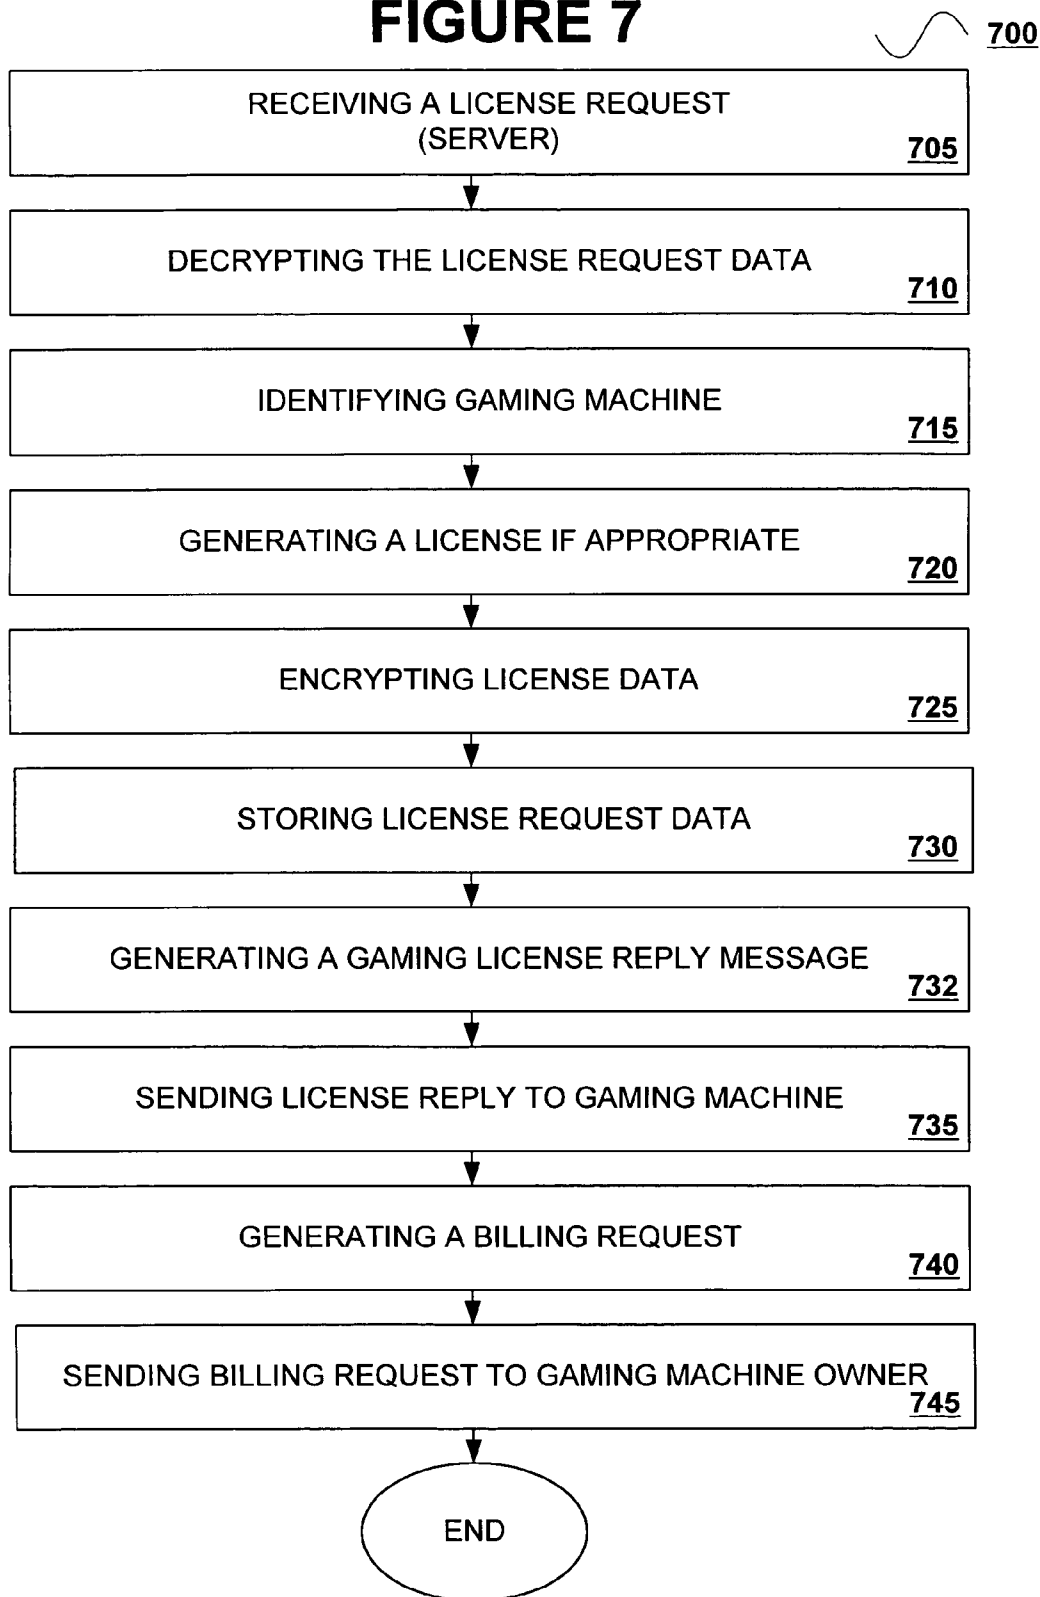 FIGURE 7
700
RECEIVING A LICENSE REQUEST
(SERVER)
705
DECRYPTING THE LICENSE REQUEST DATA
710
IDENTIFYING GAMING MACHINE
715
GENERATING A LICENSE IF APPROPRIATE
720
ENCRYPTING LICENSE DATA
725
STORING LICENSE REQUEST DATA
730
GENERATING A GAMING LICENSE REPLY MESSAGE
732
SENDING LICENSE REPLY TO GAMING MACHINE
735
GENERATING A BILLING REQUEST
740
SENDING BILLING REQUEST TO GAMING MACHINE OWNER
745
END